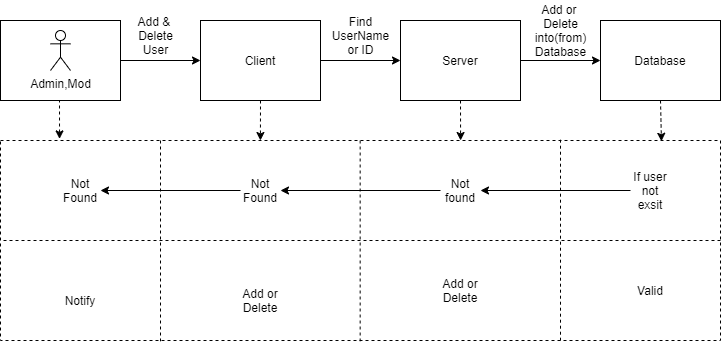 Add &
Delete
User
Find
UserName
or ID
Add or
Delete
into(from)
Database
Admin,Mod
Client
Server
Database
Not
Found
Not
Found
Not
found
If user
not
exsit
Notify
Add or
Delete
Add or
Delete
Valid